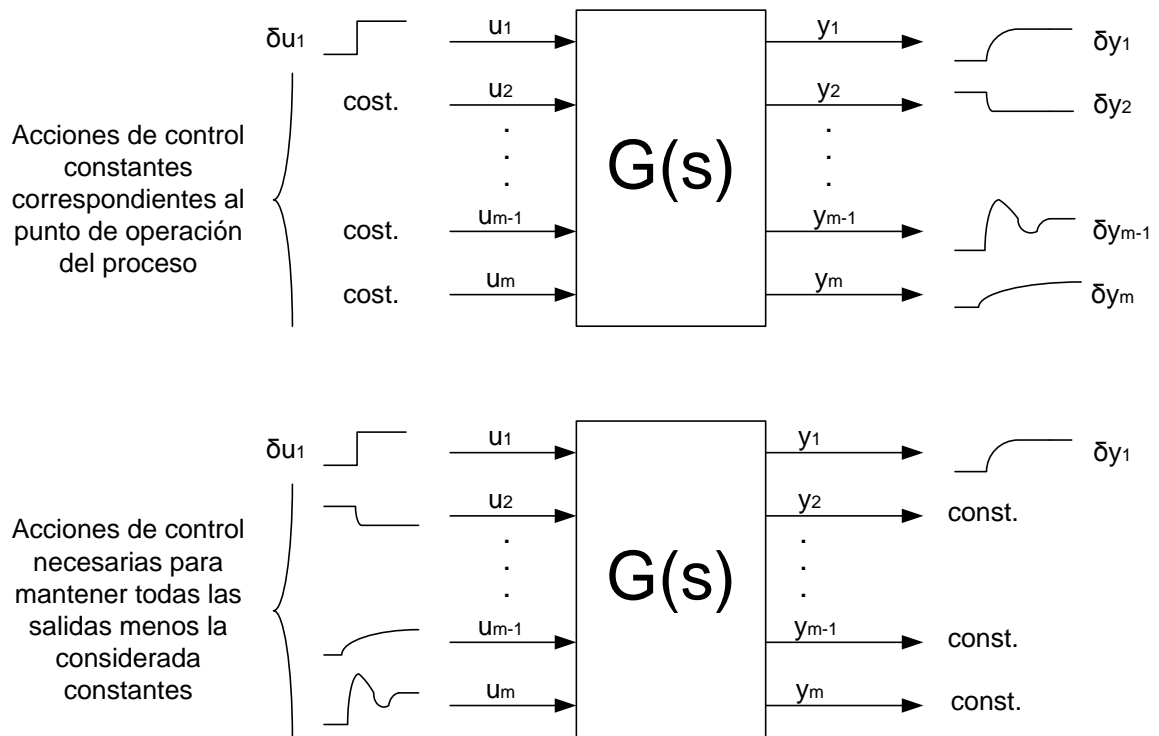 δu1 u1 y1 δy1
cost. u2 y2 δy2
Acciones de control
constantes
correspondientes al
punto de operación
del proceso
. .
. .
. .
G(s)
cost. um-1 ym-1 δym-1
cost. um ym δym
δu1 u1 y1 δy1
u2 y2 const.
Acciones de control
necesarias para
mantener todas las
salidas menos la
considerada
constantes
. .
. .
. .
G(s)
um-1 ym-1 const.
um ym const.